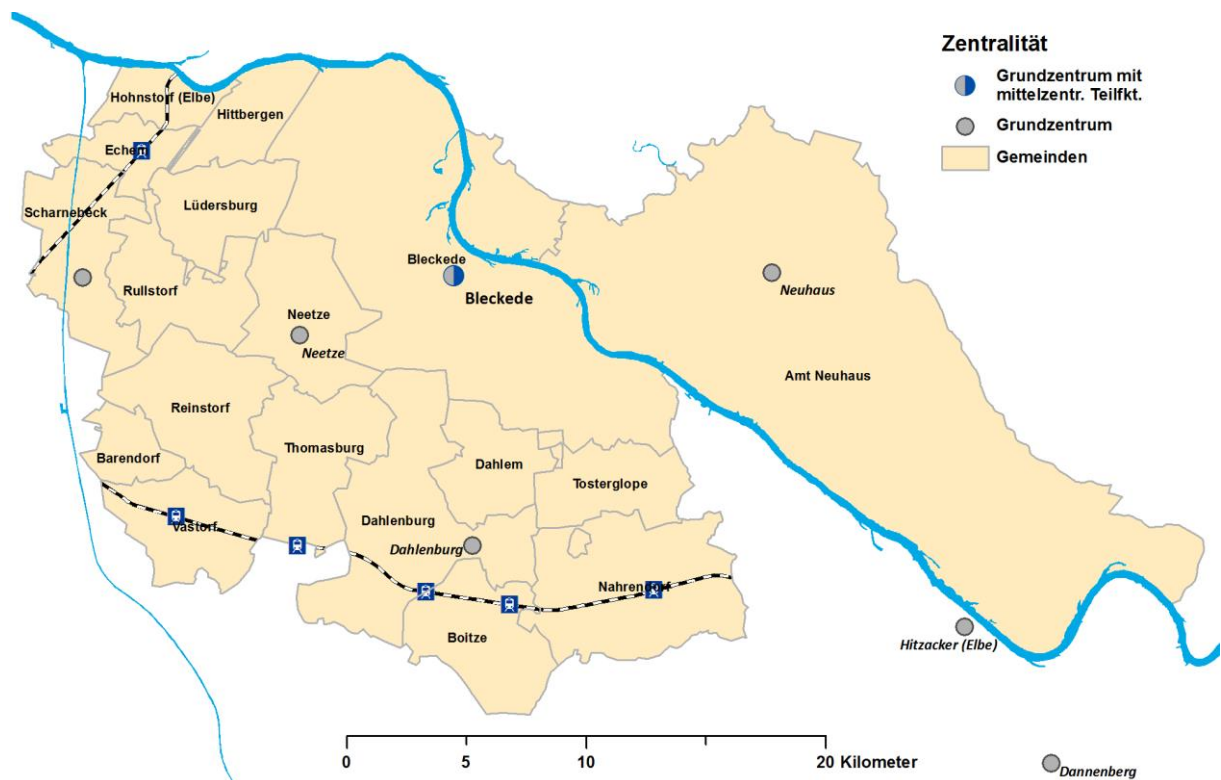 Zentralität
Grundzentrum mit
mittelzentr. Teilfkt.
Grundzentrum
Gemeinden
Hohnstorf (Elbe)
Hittbergen
Echem
Scharnebeck
Lüdersburg
Rullstorf
Bleckede
Bleckede
Neetze
Neetze
Neuhaus
Amt Neuhaus
Reinstorf
Barendorf
Thomasburg
Dahlem
Tosterglope
Vastorf
Dahlenburg
Dahlenburg
Nahrendorf
Boitze
Hitzacker (Elbe)
0 5 10 20 Kilometer
Dannenberg